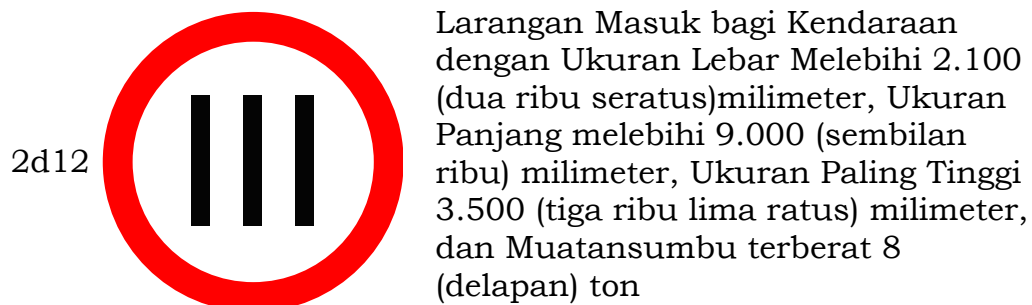 Larangan Masuk bagi Kendaraan
dengan Ukuran Lebar Melebihi 2.100
(dua ribu seratus)milimeter, Ukuran
Panjang melebihi 9.000 (sembilan
2d12
ribu) milimeter, Ukuran Paling Tinggi
3.500 (tiga ribu lima ratus) milimeter,
dan Muatansumbu terberat 8
(delapan) ton
III